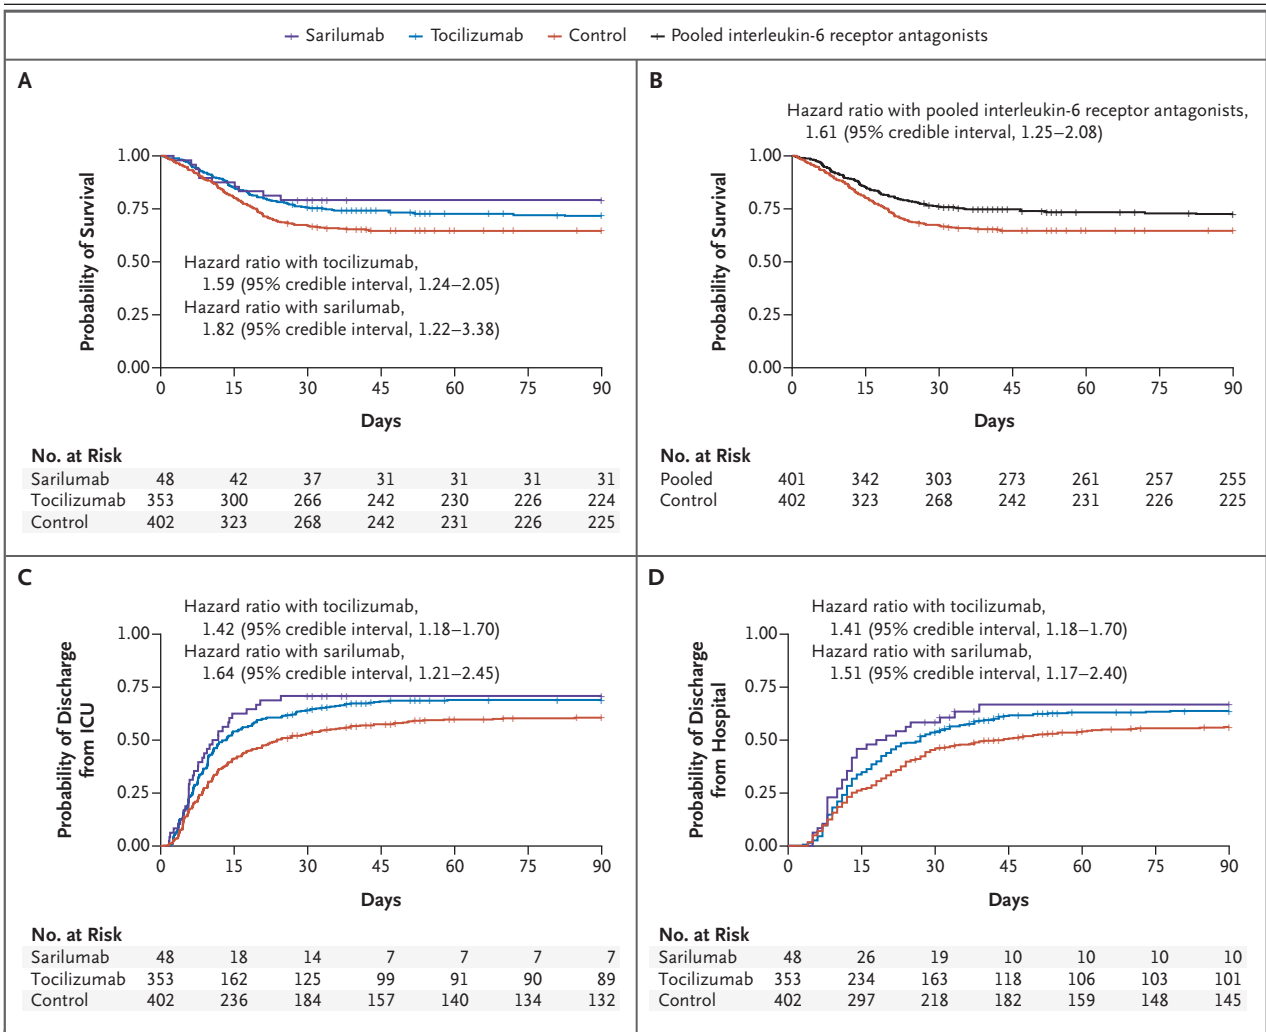 Sarilumab Tocilizumab Control Pooled interleukin-6 receptor antagonists
A
Probability of Survival
1.00
0.75
0.50
0.25
0.00
Hazard ratio with tocilizumab,
1.59 (95% credible interval, 1.24–2.05)
Hazard ratio with sarilumab,
1.82 (95% credible interval, 1.22–3.38)
0 15 30 45 60 75 90
Days
No. at Risk
Sarilumab 48 42 37 31 31 31 31
Tocilizumab 353 300 266 242 230 226 224
Control 402 323 268 242 231 226 225
B
Hazard ratio with pooled interleukin-6 receptor antagonists,
1.61 (95% credible interval, 1.25–2.08)
Probability of Survival
1.00
0.75
0.50
0.25
0.00
0 15 30 45 60 75 90
Days
No. at Risk
Pooled 401 342 303 273 261 257 255
Control 402 323 268 242 231 226 225
C
Hazard ratio with tocilizumab,
1.42 (95% credible interval, 1.18–1.70)
Hazard ratio with sarilumab,
1.64 (95% credible interval, 1.21–2.45)
Probability of Discharge
from ICU
1.00
0.75
0.50
0.25
0.00
0 15 30 45 60 75 90
Days
No. at Risk
Sarilumab 48 18 14 7 7 7 7
Tocilizumab 353 162 125 99 91 90 89
Control 402 236 184 157 140 134 132
D
Hazard ratio with tocilizumab,
1.41 (95% credible interval, 1.18–1.70)
Hazard ratio with sarilumab,
1.51 (95% credible interval, 1.17–2.40)
Probability of Discharge
from Hospital
1.00
0.75
0.50
0.25
0.00
0 15 30 45 60 75 90
Days
No. at Risk
Sarilumab 48 26 19 10 10 10 10
Tocilizumab 353 234 163 118 106 103 101
Control 402 297 218 182 159 148 145